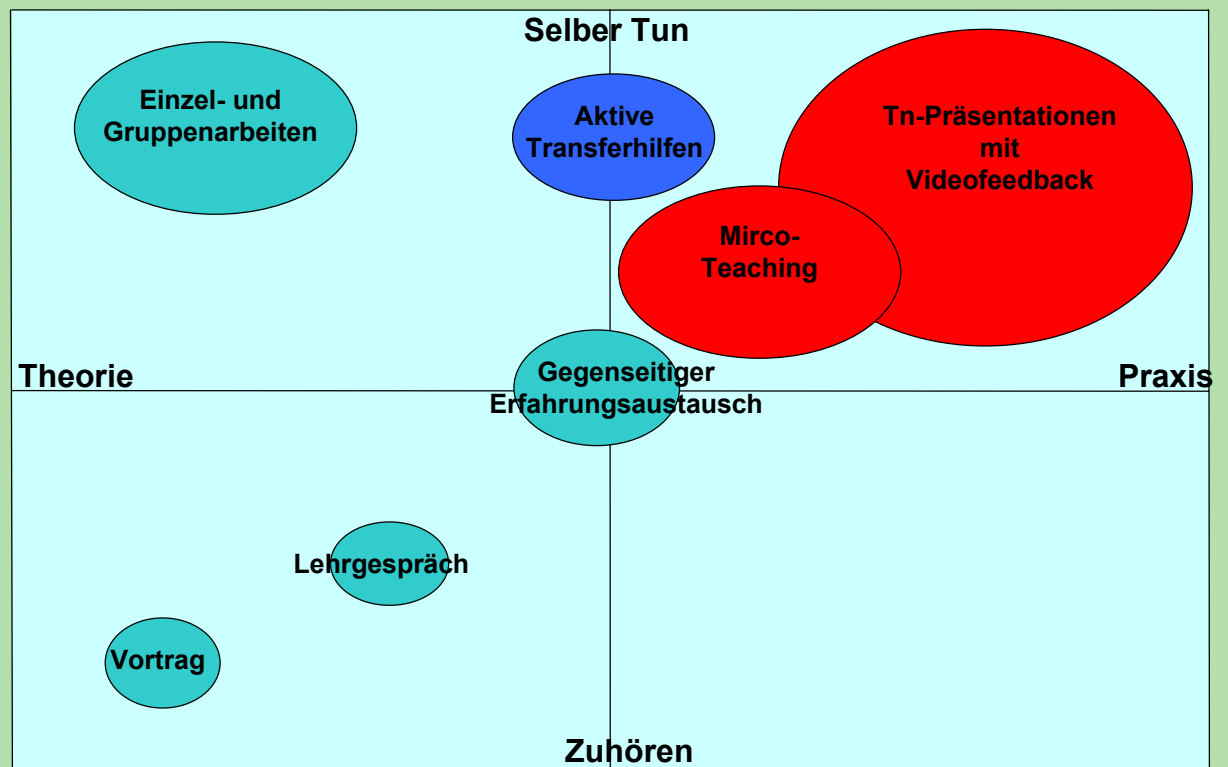 Selber Tun
Einzel- und
Gruppenarbeiten
Aktive
Transferhilfen
Tn-Präsentationen
mit
Videofeedback
Mirco-
Teaching
Theorie
Gegenseitiger
Erfahrungsaustausch
Praxis
Lehrgespräch
Vortrag
Zuhören